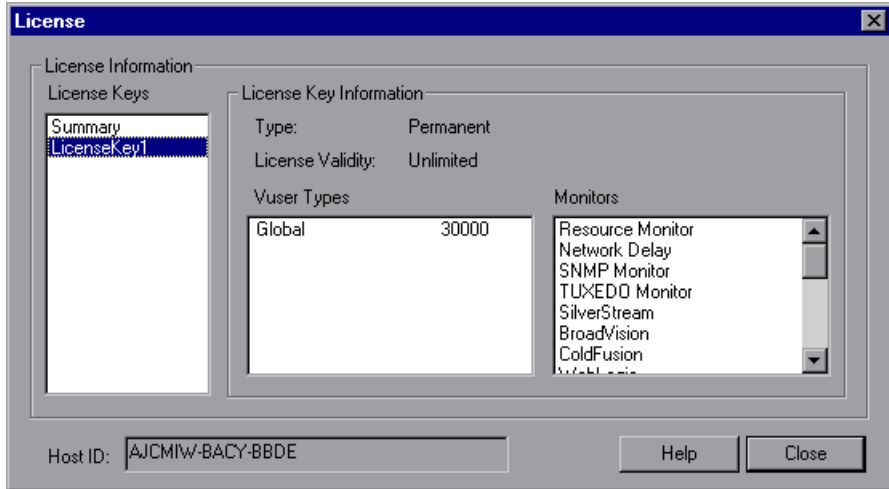 License
License Information
License Keys
Summary
LicenseKey1
License Key Information
Type: Permanent
License Validity: Unlimited
Vuser Types
Global 30000
Monitors
Resource Monitor
Network Delay
SNMP Monitor
TUXEDO Monitor
SilverStream
BroadVision
ColdFusion
Host ID: AJCMIW-BACY-BBDE
Help
Close